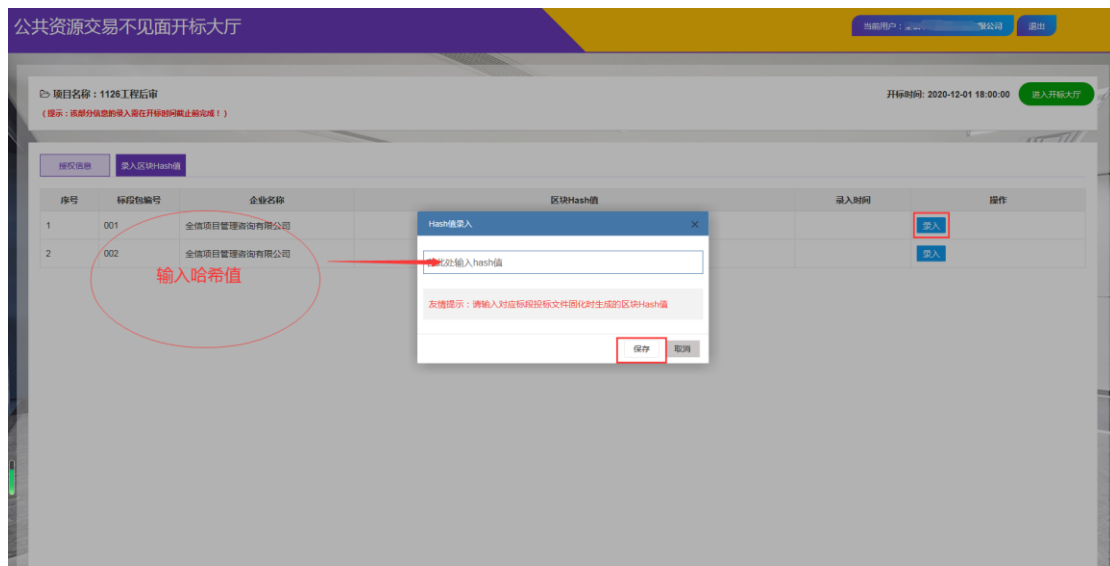 公共资源交易不见面开标大厅
当前用户：
限公司
退出
项目名称：1126工程后审
开标时间: 2020-12-01 18:00:00
进入开标大厅
（提示：该部分信息的录入需在开标时间截止前完成！）
授权信息
录入区块Hash值
序号 标段包编号 企业名称 区块Hash值 录入时间 操作
1 001 全信项目管理咨询有限公司 录入
2 002 全信项目管理咨询有限公司 录入
输入哈希值
Hash值录入 ×
此处输入hash值
友情提示：请输入对应标段投标文件固化时生成的区块Hash值
保存 取消